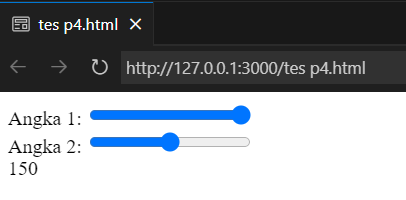 tes p4.html
http://127.0.0.1:3000/tes p4.html
Angka 1:
Angka 2:
150